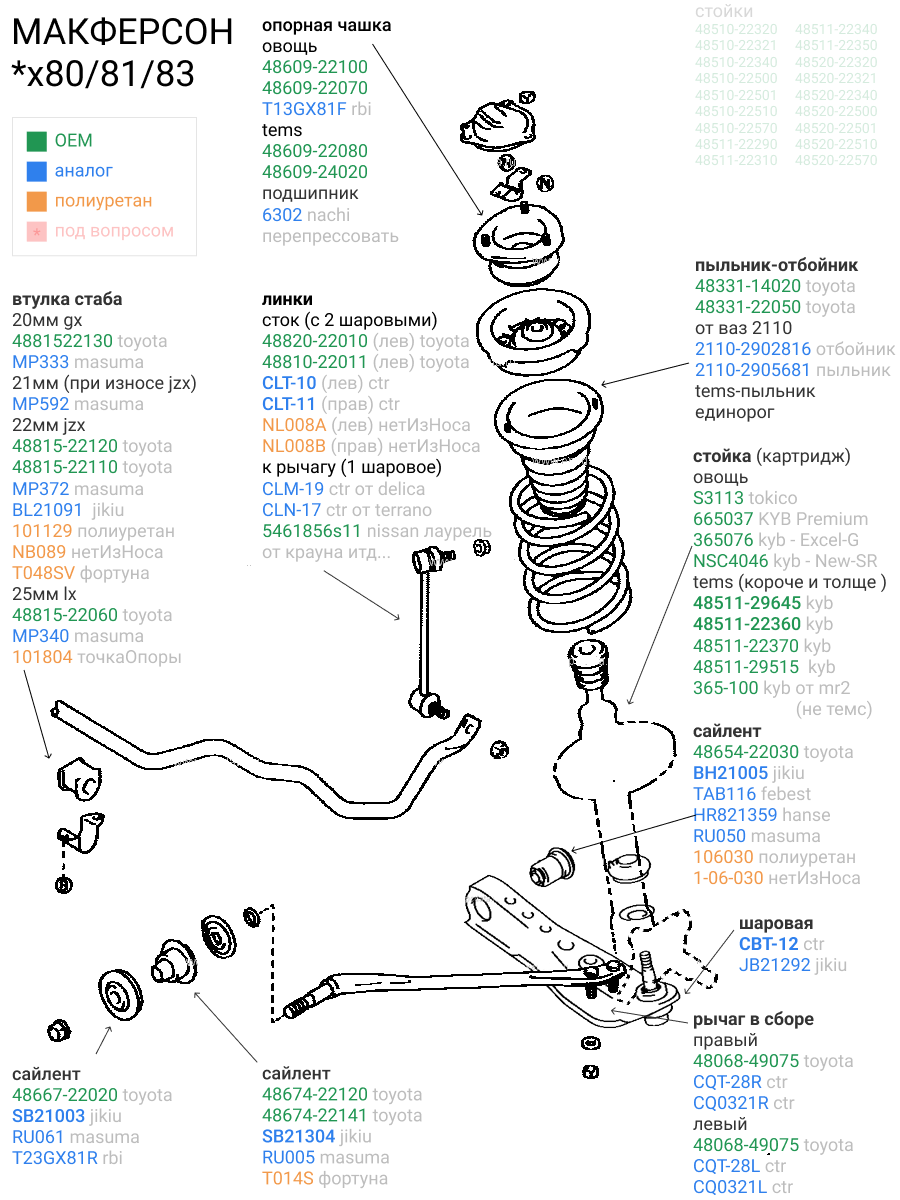 МАКФЕРСОН
*x80/81/83
OEM
аналог
полиуретан
* под вопросом
опорная чашка
овощь
48609-22100
48609-22070
T13GX81F rbi
tems
48609-22080
48609-24020
подшипник
6302 nachi
перепрессовать
стойки
48510-22320 48511-22340
48510-22321 48511-22350
48510-22340 48520-22320
48510-22500 48520-22321
48510-22501 48520-22340
48510-22510 48520-22500
48510-22570 48520-22501
48511-22290 48520-22510
48511-22310 48520-22570
втулка стаба
20мм gx
4881522130 toyota
MP333 masuma
21мм (при износе jzx)
MP592 masuma
22мм jzx
48815-22120 toyota
48815-22110 toyota
MP372 masuma
BL21091 jikiu
101129 полиуретан
NB089 нетИзНоса
T048SV фортуна
25мм lx
48815-22060 toyota
MP340 masuma
101804 точкаОпоры
линки
сток (с 2 шаровыми)
48820-22010 (лев) toyota
48810-22011 (лев) toyota
CLT-10 (лев) ctr
CLT-11 (прав) ctr
NL008A (лев) нетИзНоса
NL008B (прав) нетИзНоса
к рычагу (1 шаровое)
CLM-19 ctr от delica
CLN-17 ctr от terrano
5461856s11 nissan лаурель
от крауна итд...
пыльник-отбойник
48331-14020 toyota
48331-22050 toyota
от ваз 2110
2110-2902816 отбойник
2110-2905681 пыльник
tems-пыльник
единорог
стойка (картридж)
овощь
S3113 tokico
665037 KYB Premium
365076 kyb - Excel-G
NSC4046 kyb - New-SR
tems (короче и толще )
48511-29645 kyb
48511-22360 kyb
48511-22370 kyb
48511-29515 kyb
365-100 kyb от mr2
(не темс)
сайлент
48654-22030 toyota
BH21005 jikiu
TAB116 febest
HR821359 hanse
RU050 masuma
106030 полиуретан
1-06-030 нетИзНоса
шаровая
CBT-12 ctr
JB21292 jikiu
рычаг в сборе
правый
48068-49075 toyota
CQT-28R ctr
CQ0321R ctr
левый
48068-49075 toyota
CQT-28L ctr
CQ0321L ctr
сайлент
48667-22020 toyota
SB21003 jikiu
RU061 masuma
T23GX81R rbi
сайлент
48674-22120 toyota
48674-22141 toyota
SB21304 jikiu
RU005 masuma
T014S фортуна